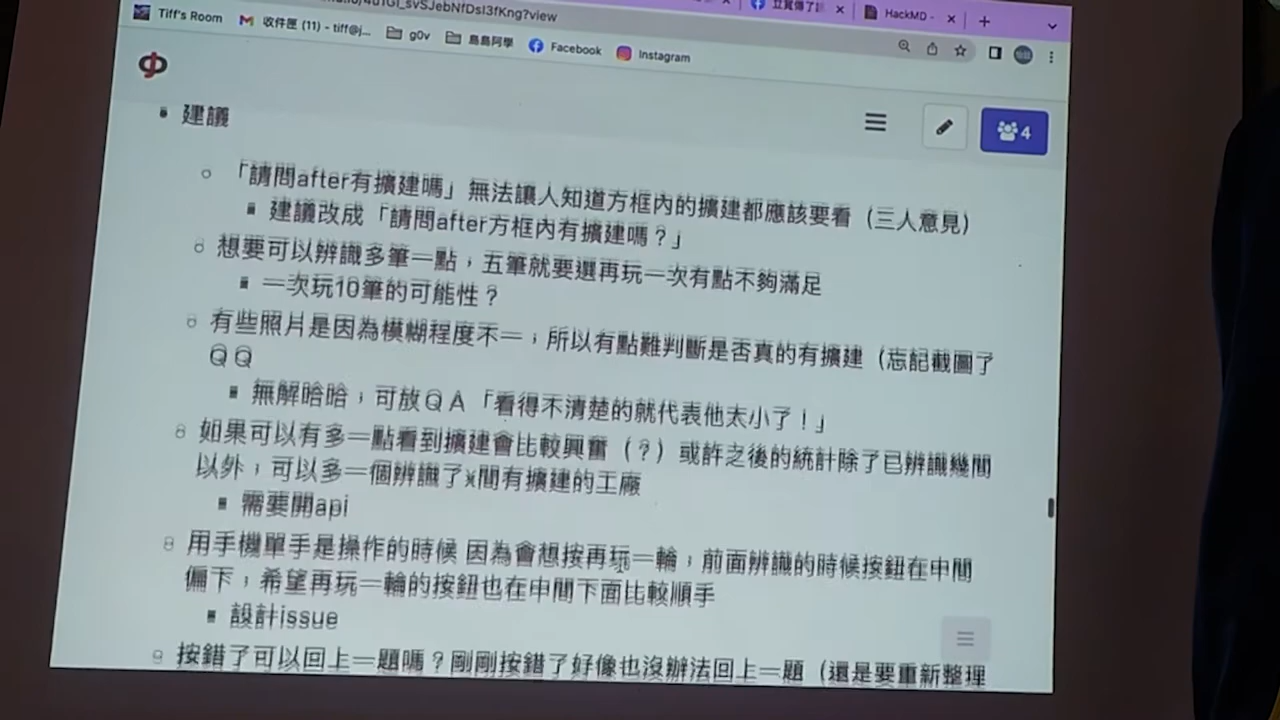 Tiff's Room
收件匣 (11) - tiff@j...
g0v
島島阿學
Facebook
Instagram
HackMD -
4
建議
「請問after有擴建嗎」無法讓人知道方框內的擴建都應該要看（三人意見）
建議改成「請問after方框內有擴建嗎？」
想要可以辨識多筆一點，五筆就要選再玩一次有點不夠滿足
一次玩10筆的可能性？
有些照片是因為模糊程度不一，所以有點難判斷是否真的有擴建（忘記截圖了
ＱＱ
無解哈哈，可放ＱＡ「看得不清楚的就代表他太小了！」
如果可以有多一點看到擴建會比較興奮（？）或許之後的統計除了已辨識幾間
以外，可以多一個辨識了x間有擴建的工廠
需要開api
用手機單手是操作的時候 因為會想按再玩一輪，前面辨識的時候按鈕在中間
偏下，希望再玩一輪的按鈕也在中間下面比較順手
設計issue
按錯了可以回上一題嗎？剛剛按錯了好像也沒辦法回上一題（還是要重新整理